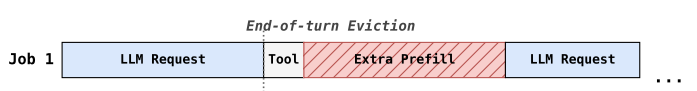 End-of-turn Eviction
Job 1 LLM Request Tool Extra Prefill LLM Request ...